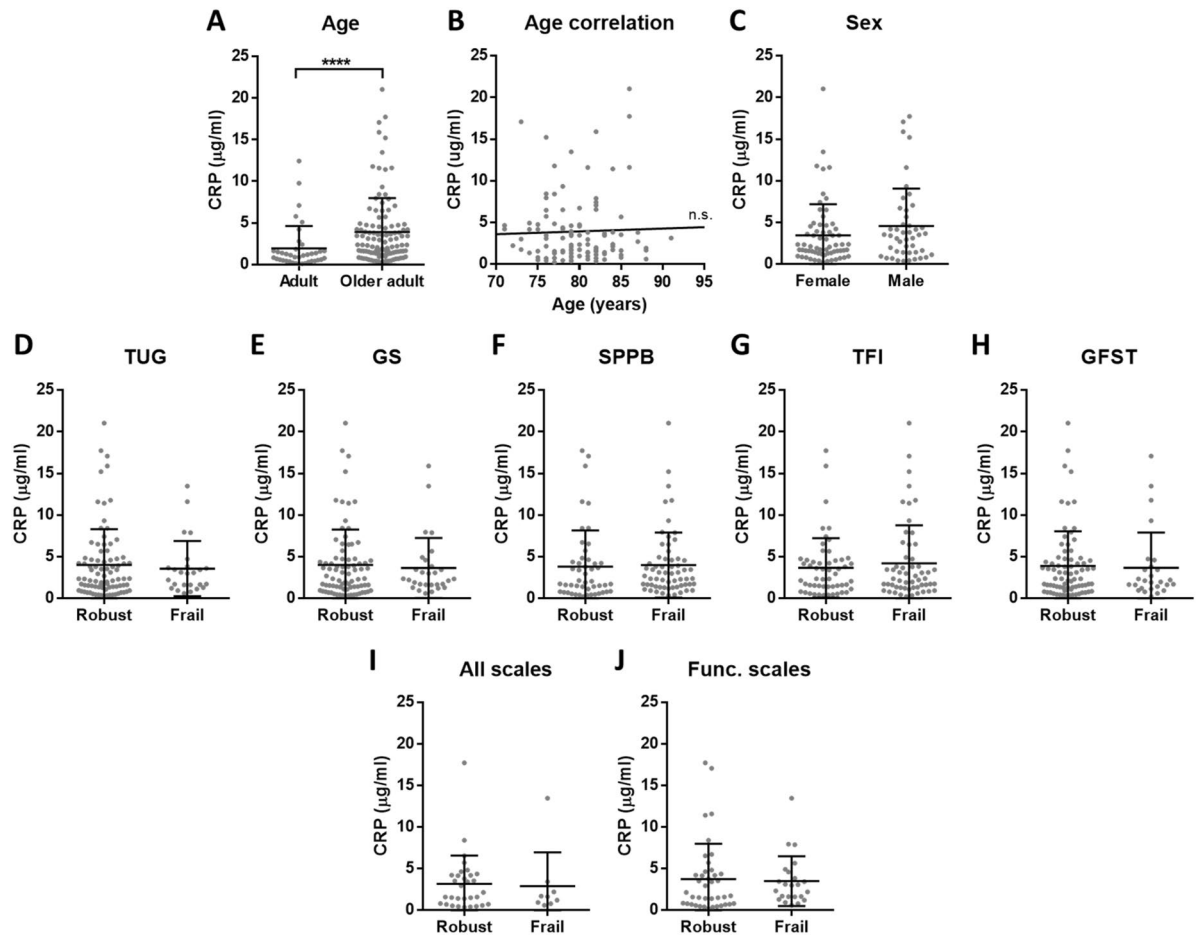 A Age
CRP (μg/ml)
25
20
15
10
5
0
****
Adult Older adult
B Age correlation
CRP (ug/ml)
25
20
15
10
5
0
n.s.
70 75 80 85 90 95
Age (years)
C Sex
CRP (μg/ml)
25
20
15
10
5
0
Female Male
D TUG
CRP (μg/ml)
25
20
15
10
5
0
Robust Frail
E GS
CRP (μg/ml)
25
20
15
10
5
0
Robust Frail
F SPPB
CRP (μg/ml)
25
20
15
10
5
0
Robust Frail
G TFI
CRP (μg/ml)
25
20
15
10
5
0
Robust Frail
H GFST
CRP (μg/ml)
25
20
15
10
5
0
Robust Frail
I All scales
CRP (μg/ml)
25
20
15
10
5
0
Robust Frail
J Func. scales
CRP (μg/ml)
25
20
15
10
5
0
Robust Frail